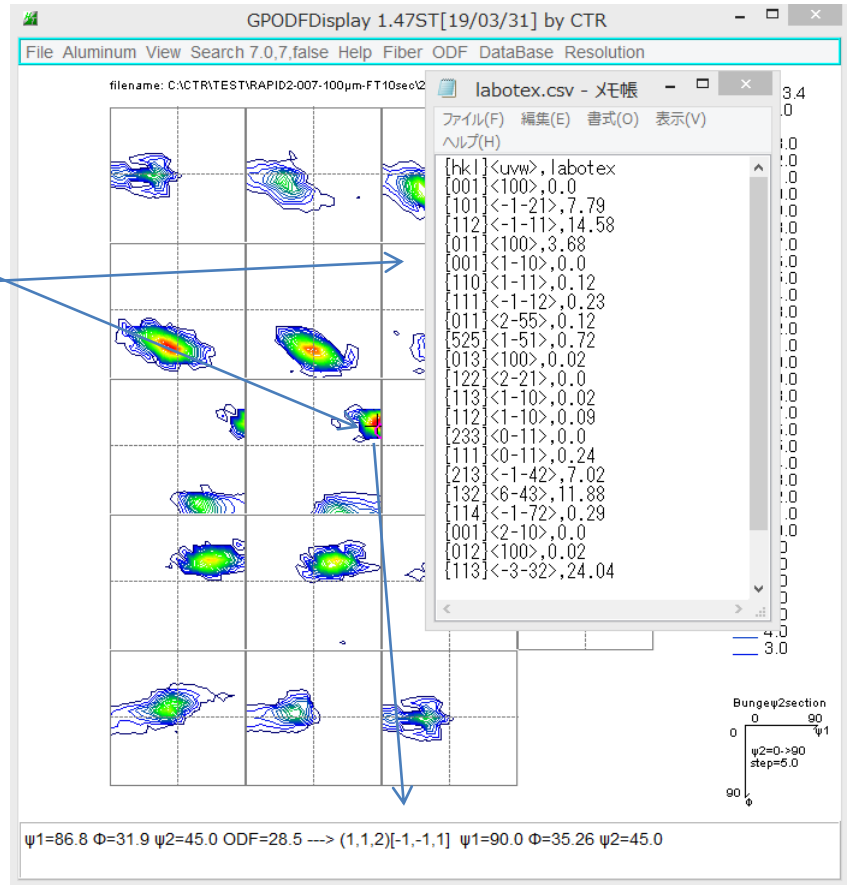 GPODFDisplay 1.47ST[19/03/31] by CTR
File Aluminum View Search 7.0,7,false Help Fiber ODF DataBase Resolution
filename: C:\CTR\TEST\RAPID2-007-100μm-FT10sec\2
labotex.csv - メモ帳
ファイル(F) 編集(E) 書式(O) 表示(V)
ヘルプ(H)
{hkl}<uvw>,labotex
{001}<100>,0.0
{101}<-1-21>,7.79
{112}<-1-11>,14.58
{011}<100>,3.68
{001}<1-10>,0.0
{110}<1-11>,0.12
{111}<-1-12>,0.23
{011}<2-55>,0.12
{525}<1-51>,0.72
{013}<100>,0.02
{122}<2-21>,0.0
{113}<1-10>,0.02
{112}<1-10>,0.09
{233}<0-11>,0.0
{111}<0-11>,0.24
{213}<-1-42>,7.02
{132}<6-43>,11.88
{114}<-1-72>,0.29
{001}<2-10>,0.0
{012}<100>,0.02
{113}<-3-32>,24.04
3.4
4.0
3.0
Bungeψ2section
0 90
0 ψ1
ψ2=0->90
step=5.0
90
Φ
ψ1=86.8 Φ=31.9 ψ2=45.0 ODF=28.5 ---> (1,1,2)[-1,-1,1] ψ1=90.0 Φ=35.26 ψ2=45.0